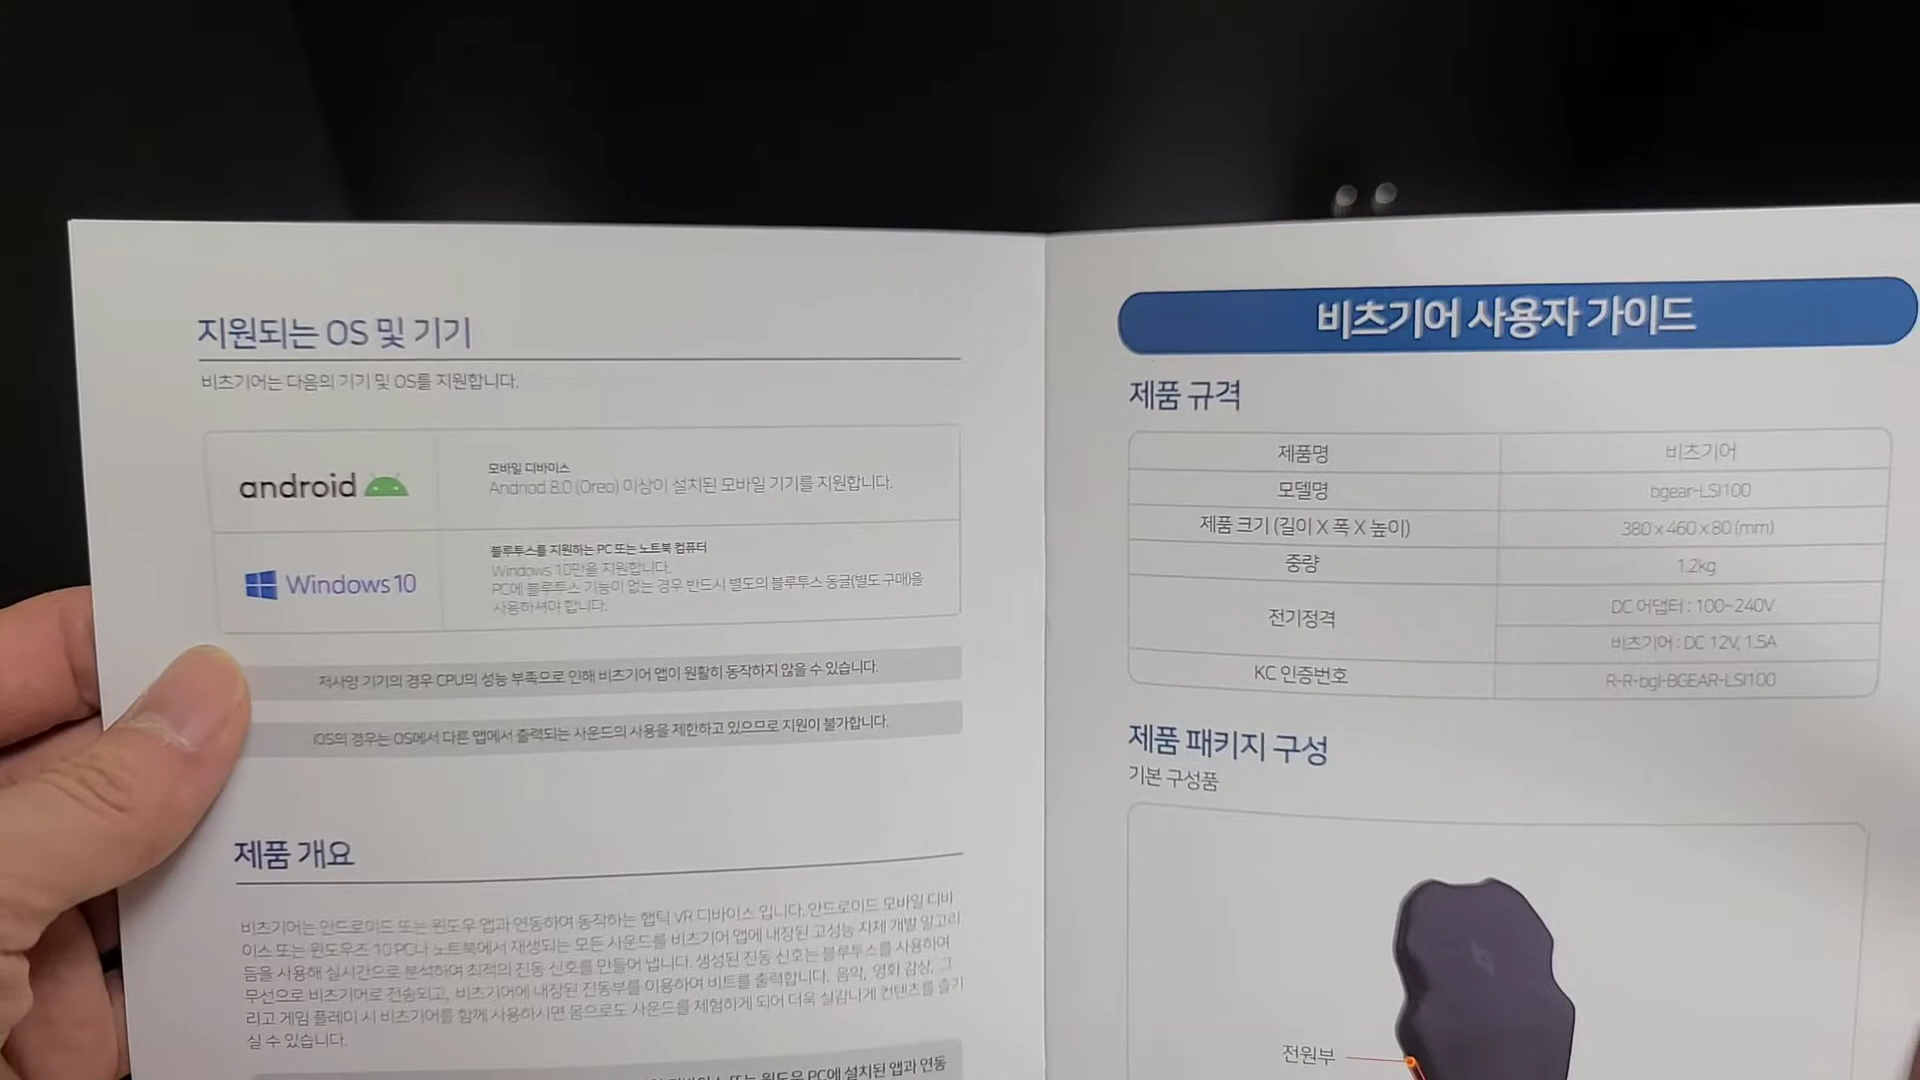 지원되는 OS 및 기기
비츠기어는 다음의 기기 및 OS를 지원합니다.
android
모바일 디바이스
Andriod 8.0 (Oreo) 이상이 설치된 모바일 기기를 지원합니다.
Windows 10
블루투스를 지원하는 PC 또는 노트북 컴퓨터
Windows 10만을 지원합니다.
PC에 블루투스 기능이 없는 경우 반드시 별도의 블루투스 동글(별도 구매)을
사용하셔야 합니다.
저사양 기기의 경우 CPU의 성능 부족으로 인해 비츠기어 앱이 원활히 동작하지 않을 수 있습니다.
iOS의 경우는 OS에서 다른 앱에서 출력되는 사운드의 사용을 제한하고 있으므로 지원이 불가합니다.
제품 개요
비츠기어는 안드로이드 또는 윈도우 앱과 연동하여 동작하는 햅틱 VR 디바이스 입니다. 안드로이드 모바일 디바
이스 또는 윈도우즈 10 PC나 노트북에서 재생되는 모든 사운드를 비츠기어 앱에 내장된 고성능 자체 개발 알고리
듬을 사용해 실시간으로 분석하여 최적의 진동 신호를 만들어 냅니다. 생성된 진동 신호는 블루투스를 사용하여
무선으로 비츠기어로 전송되고, 비츠기어에 내장된 진동부를 이용하여 비트를 출력합니다. 음악, 영화 감상, 그
리고 게임 플레이 시 비츠기어를 함께 사용하시면 몸으로도 사운드를 체험하게 되어 더욱 실감나게 컨텐츠를 즐기
실 수 있습니다.
또는 윈도우 PC에 설치된 앱과 연동
비츠기어 사용자 가이드
제품 규격
제품명 비츠기어
모델명 bgear-LSI100
제품 크기 (길이 X 폭 X 높이) 380 x 460 x 80 (mm)
중량 1.2kg
전기정격 DC 어댑터 : 100~240V
비츠기어 : DC 12V, 1.5A
KC 인증번호 R-R-bgl-BGEAR-LSI100
제품 패키지 구성
기본 구성품
전원부